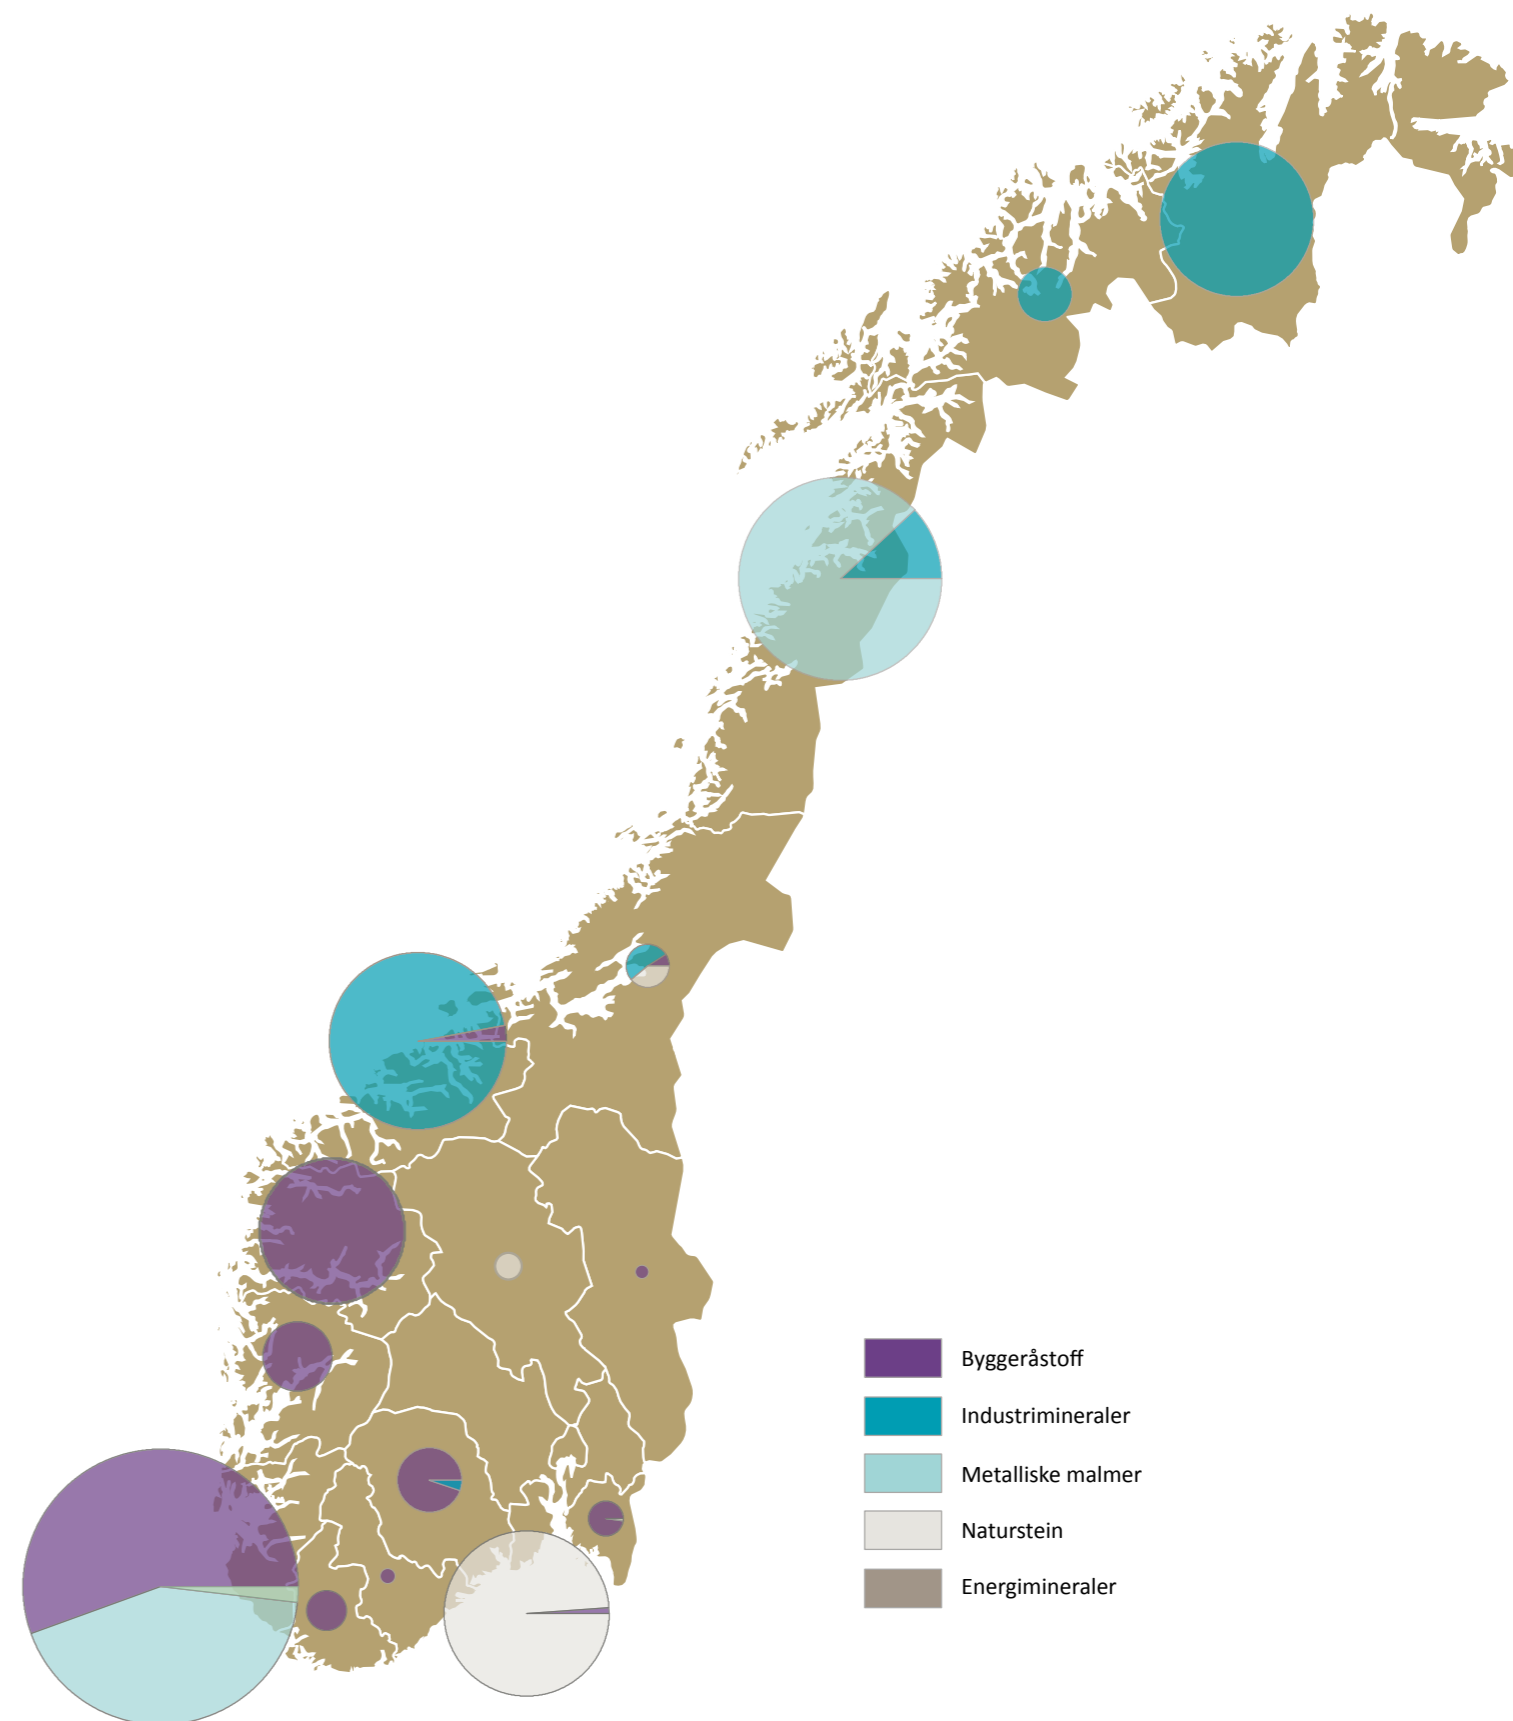 Byggeråstoff
Industrimineraler
Metalliske malmer
Naturstein
Energimineraler